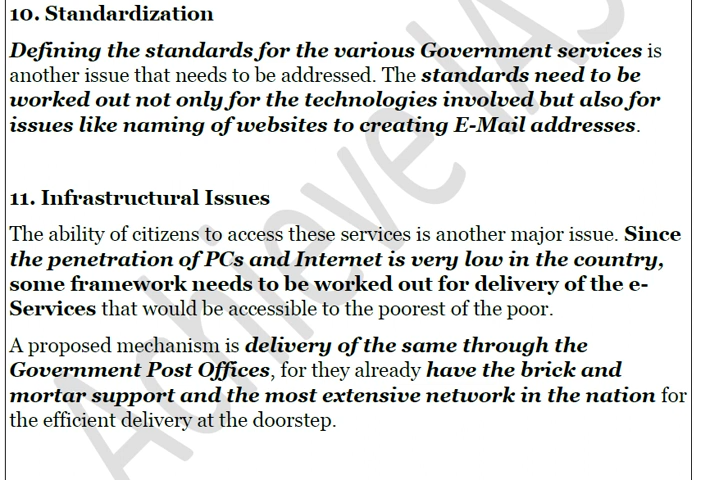 10. Standardization
Defining the standards for the various Government services is
another issue that needs to be addressed. The standards need to be
worked out not only for the technologies involved but also for
issues like naming of websites to creating E-Mail addresses.
11. Infrastructural Issues
The ability of citizens to access these services is another major issue. Since
the penetration of PCs and Internet is very low in the country,
some framework needs to be worked out for delivery of the e-
Services that would be accessible to the poorest of the poor.
A proposed mechanism is delivery of the same through the
Government Post Offices, for they already have the brick and
mortar support and the most extensive network in the nation for
the efficient delivery at the doorstep.
Achieve IAS